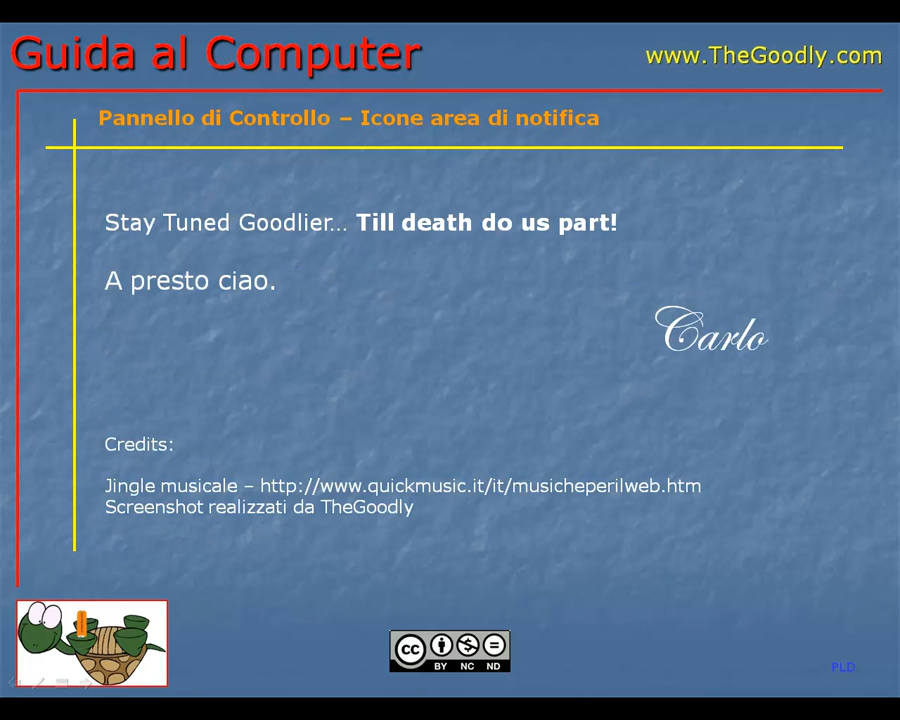 Guida al Computer
www.TheGoodly.com
Pannello di Controllo – Icone area di notifica
Stay Tuned Goodlier... Till death do us part!
A presto ciao.
Carlo
Credits:
Jingle musicale – http://www.quickmusic.it/it/musicheperilweb.htm
Screenshot realizzati da TheGoodly
cc
BY NC ND
PLD